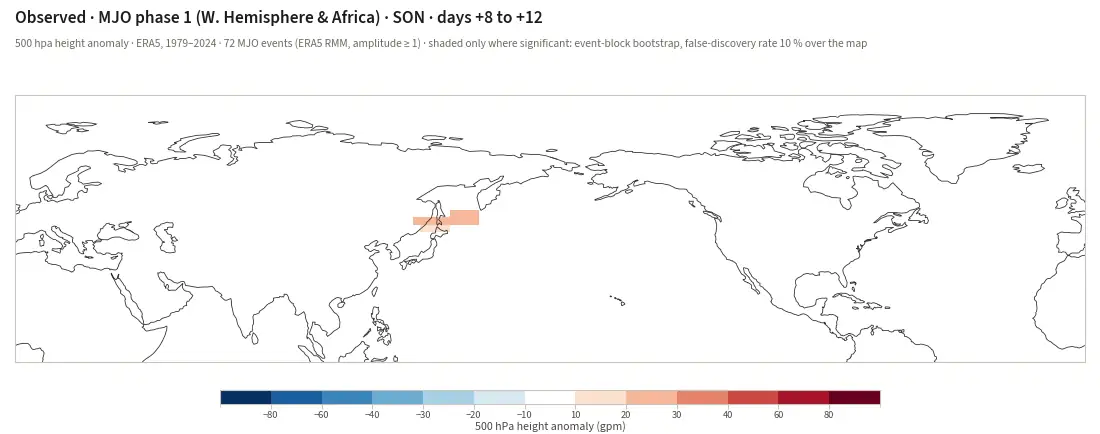 Observed · MJO phase 1 (W. Hemisphere & Africa) · SON · days +8 to +12
500 hpa height anomaly · ERA5, 1979–2024 · 72 MJO events (ERA5 RMM, amplitude ≥ 1) · shaded only where significant: event-block bootstrap, false-discovery rate 10 % over the map
−80 −60 −40 −30 −20 −10 10 20 30 40 60 80
500 hPa height anomaly (gpm)